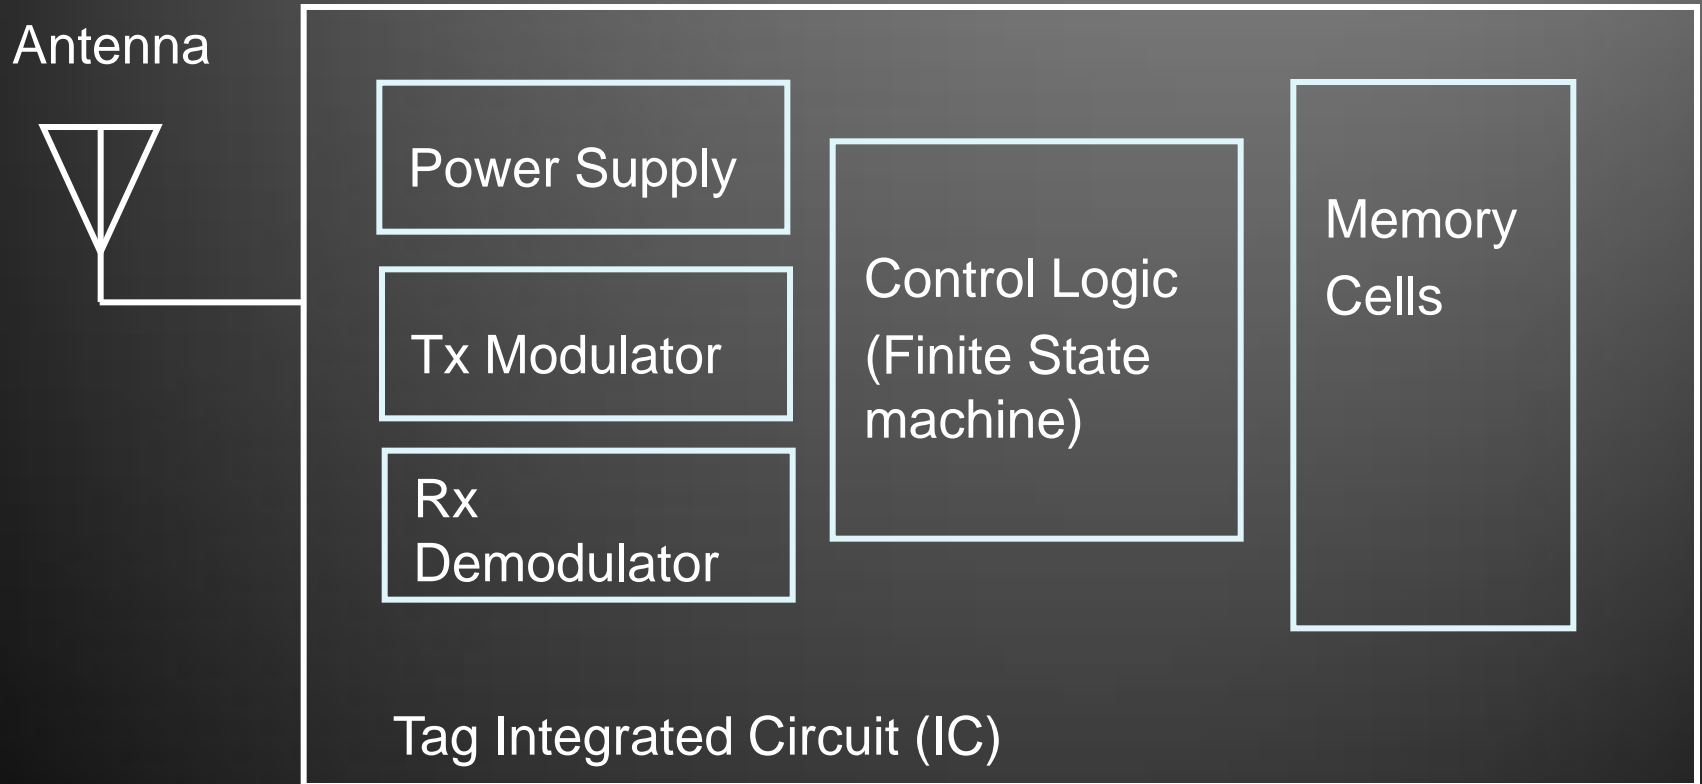 Antenna
Power Supply
Tx Modulator
Rx
Demodulator
Control Logic
(Finite State
machine)
Memory
Cells
Tag Integrated Circuit (IC)